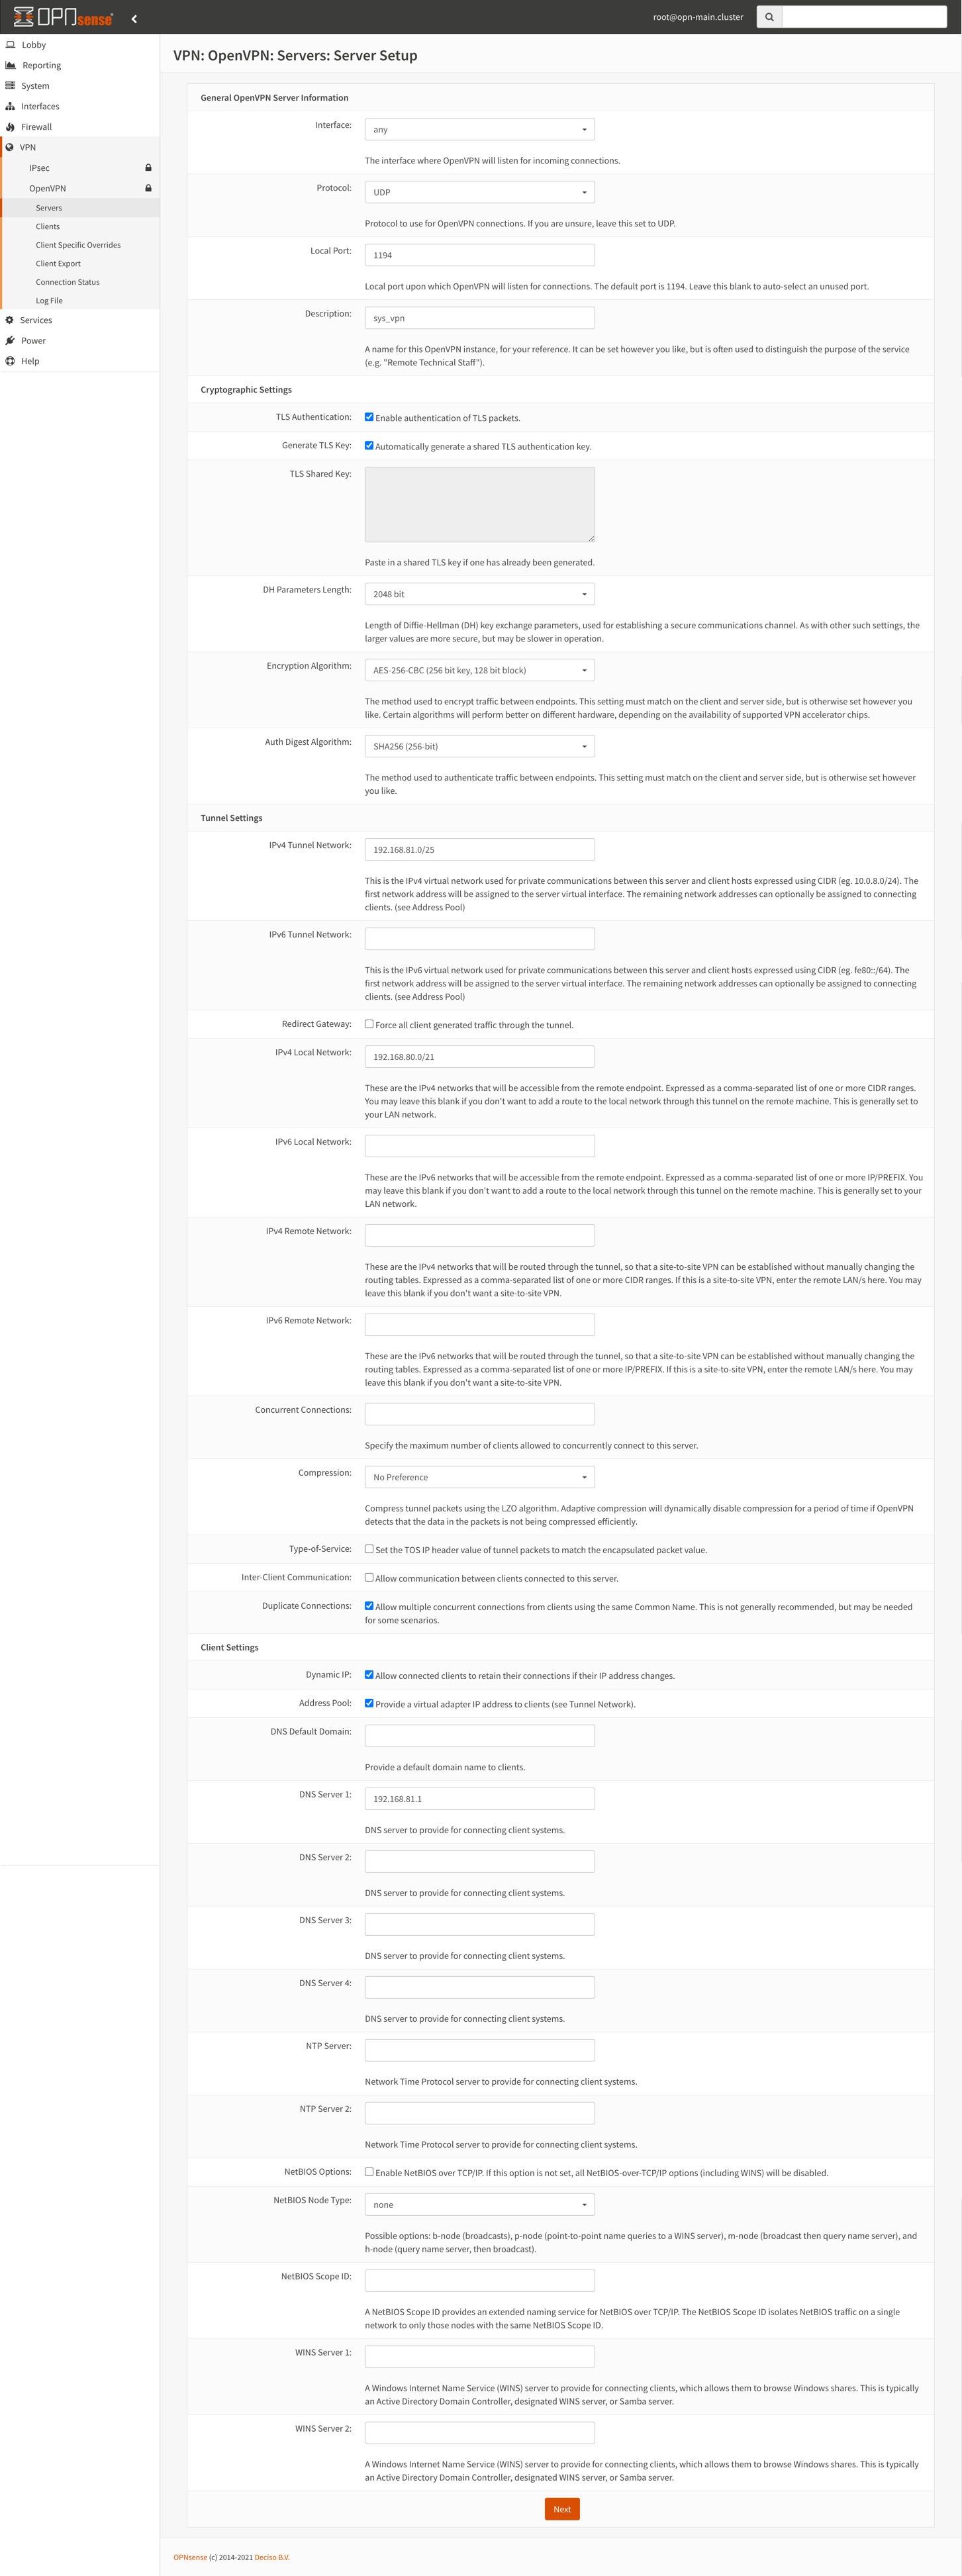 OPNsense
root@opn-main.cluster
Lobby
Reporting
System
Interfaces
Firewall
VPN
IPsec
OpenVPN
Servers
Clients
Client Specific Overrides
Client Export
Connection Status
Log File
Services
Power
Help
VPN: OpenVPN: Servers: Server Setup
General OpenVPN Server Information
Interface:
any
The interface where OpenVPN will listen for incoming connections.
Protocol:
UDP
Protocol to use for OpenVPN connections. If you are unsure, leave this set to UDP.
Local Port:
1194
Local port upon which OpenVPN will listen for connections. The default port is 1194. Leave this blank to auto-select an unused port.
Description:
sys_vpn
A name for this OpenVPN instance, for your reference. It can be set however you like, but is often used to distinguish the purpose of the service
(e.g. "Remote Technical Staff").
Cryptographic Settings
TLS Authentication:
Enable authentication of TLS packets.
Generate TLS Key:
Automatically generate a shared TLS authentication key.
TLS Shared Key:
Paste in a shared TLS key if one has already been generated.
DH Parameters Length:
2048 bit
Length of Diffie-Hellman (DH) key exchange parameters, used for establishing a secure communications channel. As with other such settings, the
larger values are more secure, but may be slower in operation.
Encryption Algorithm:
AES-256-CBC (256 bit key, 128 bit block)
The method used to encrypt traffic between endpoints. This setting must match on the client and server side, but is otherwise set however you
like. Certain algorithms will perform better on different hardware, depending on the availability of supported VPN accelerator chips.
Auth Digest Algorithm:
SHA256 (256-bit)
The method used to authenticate traffic between endpoints. This setting must match on the client and server side, but is otherwise set however
you like.
Tunnel Settings
IPv4 Tunnel Network:
192.168.81.0/25
This is the IPv4 virtual network used for private communications between this server and client hosts expressed using CIDR (eg. 10.0.8.0/24). The
first network address will be assigned to the server virtual interface. The remaining network addresses can optionally be assigned to connecting
clients. (see Address Pool)
IPv6 Tunnel Network:
This is the IPv6 virtual network used for private communications between this server and client hosts expressed using CIDR (eg. fe80::/64). The
first network address will be assigned to the server virtual interface. The remaining network addresses can optionally be assigned to connecting
clients. (see Address Pool)
Redirect Gateway:
Force all client generated traffic through the tunnel.
IPv4 Local Network:
192.168.80.0/21
These are the IPv4 networks that will be accessible from the remote endpoint. Expressed as a comma-separated list of one or more CIDR ranges.
You may leave this blank if you don't want to add a route to the local network through this tunnel on the remote machine. This is generally set to
your LAN network.
IPv6 Local Network:
These are the IPv6 networks that will be accessible from the remote endpoint. Expressed as a comma-separated list of one or more IP/PREFIX. You
may leave this blank if you don't want to add a route to the local network through this tunnel on the remote machine. This is generally set to your
LAN network.
IPv4 Remote Network:
These are the IPv4 networks that will be routed through the tunnel, so that a site-to-site VPN can be established without manually changing the
routing tables. Expressed as a comma-separated list of one or more CIDR ranges. If this is a site-to-site VPN, enter the remote LAN/s here. You may
leave this blank if you don't want a site-to-site VPN.
IPv6 Remote Network:
These are the IPv6 networks that will be routed through the tunnel, so that a site-to-site VPN can be established without manually changing the
routing tables. Expressed as a comma-separated list of one or more IP/PREFIX. If this is a site-to-site VPN, enter the remote LAN/s here. You may
leave this blank if you don't want a site-to-site VPN.
Concurrent Connections:
Specify the maximum number of clients allowed to concurrently connect to this server.
Compression:
No Preference
Compress tunnel packets using the LZO algorithm. Adaptive compression will dynamically disable compression for a period of time if OpenVPN
detects that the data in the packets is not being compressed efficiently.
Type-of-Service:
Set the TOS IP header value of tunnel packets to match the encapsulated packet value.
Inter-Client Communication:
Allow communication between clients connected to this server.
Duplicate Connections:
Allow multiple concurrent connections from clients using the same Common Name. This is not generally recommended, but may be needed
for some scenarios.
Client Settings
Dynamic IP:
Allow connected clients to retain their connections if their IP address changes.
Address Pool:
Provide a virtual adapter IP address to clients (see Tunnel Network).
DNS Default Domain:
Provide a default domain name to clients.
DNS Server 1:
192.168.81.1
DNS server to provide for connecting client systems.
DNS Server 2:
DNS server to provide for connecting client systems.
DNS Server 3:
DNS server to provide for connecting client systems.
DNS Server 4:
DNS server to provide for connecting client systems.
NTP Server:
Network Time Protocol server to provide for connecting client systems.
NTP Server 2:
Network Time Protocol server to provide for connecting client systems.
NetBIOS Options:
Enable NetBIOS over TCP/IP. If this option is not set, all NetBIOS-over-TCP/IP options (including WINS) will be disabled.
NetBIOS Node Type:
none
Possible options: b-node (broadcasts), p-node (point-to-point name queries to a WINS server), m-node (broadcast then query name server), and
h-node (query name server, then broadcast).
NetBIOS Scope ID:
A NetBIOS Scope ID provides an extended naming service for NetBIOS over TCP/IP. The NetBIOS Scope ID isolates NetBIOS traffic on a single
network to only those nodes with the same NetBIOS Scope ID.
WINS Server 1:
A Windows Internet Name Service (WINS) server to provide for connecting clients, which allows them to browse Windows shares. This is typically
an Active Directory Domain Controller, designated WINS server, or Samba server.
WINS Server 2:
A Windows Internet Name Service (WINS) server to provide for connecting clients, which allows them to browse Windows shares. This is typically
an Active Directory Domain Controller, designated WINS server, or Samba server.
Next
OPNsense (c) 2014-2021 Deciso B.V.